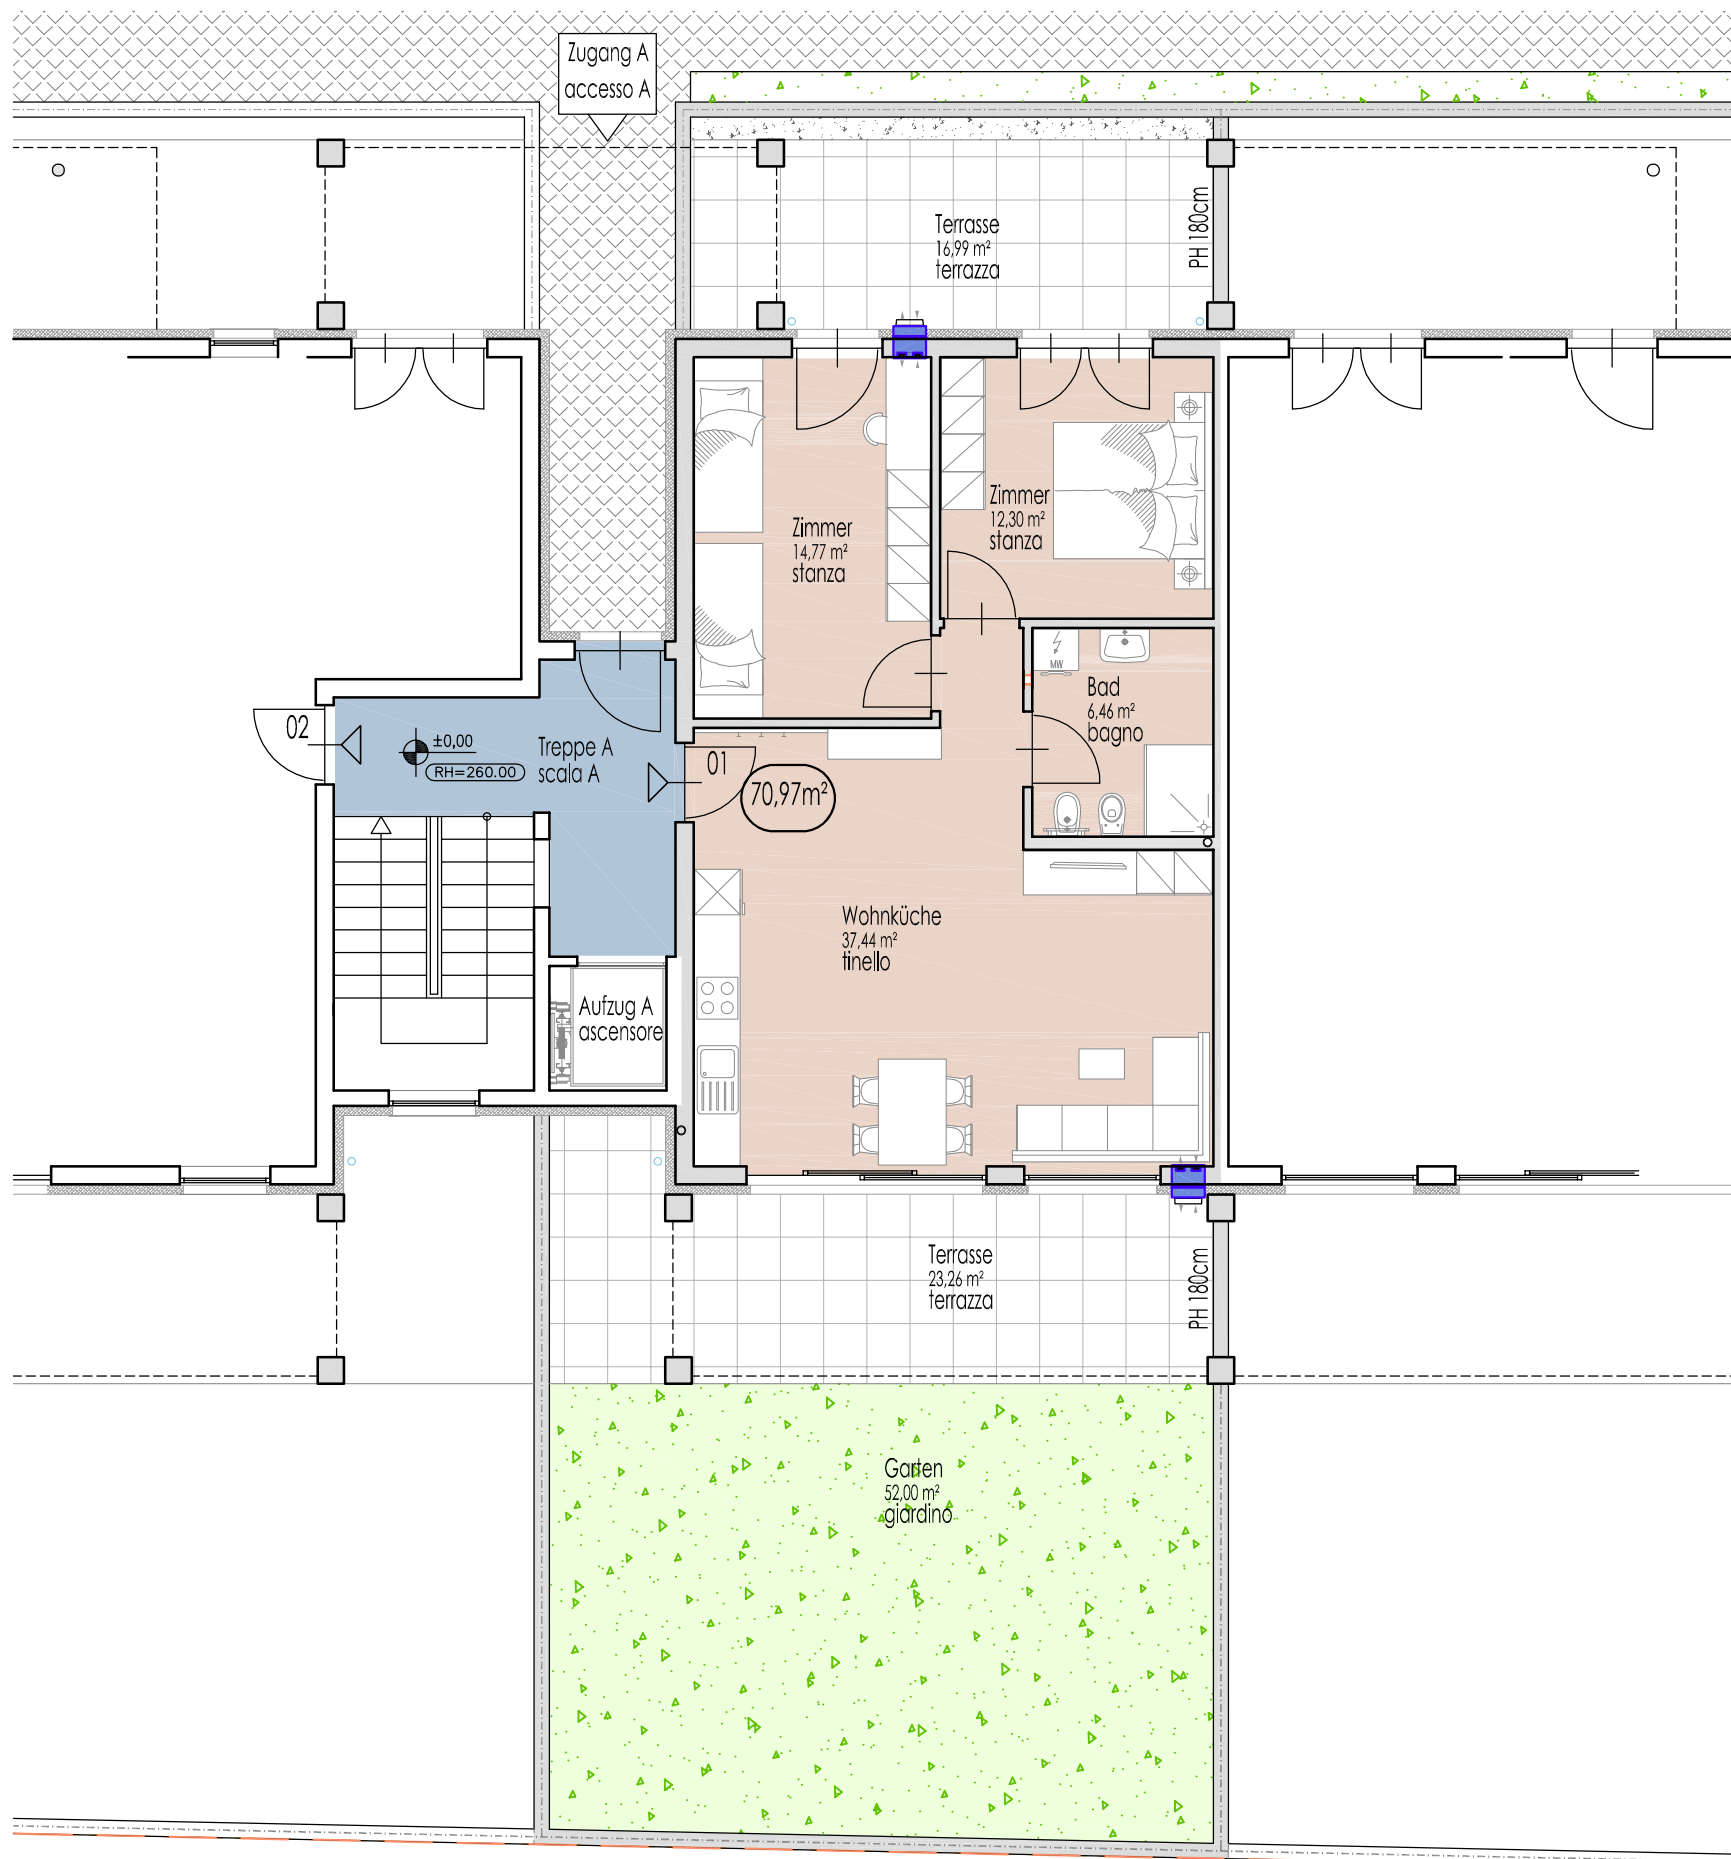 Zugang A
accesso A
Terrasse
16,99 m²
terrazza
PH 180cm
Zimmer
14,77 m²
stanza
Zimmer
12,30 m²
stanza
MW
Bad
6,46 m²
bagno
02
±0,00
RH=260.00
Treppe A
scala A
01
70,97m²
Wohnküche
37,44 m²
tinello
Aufzug A
ascensore
Terrasse
23,26 m²
terrazza
PH 180cm
Garten
52,00 m²
giardino